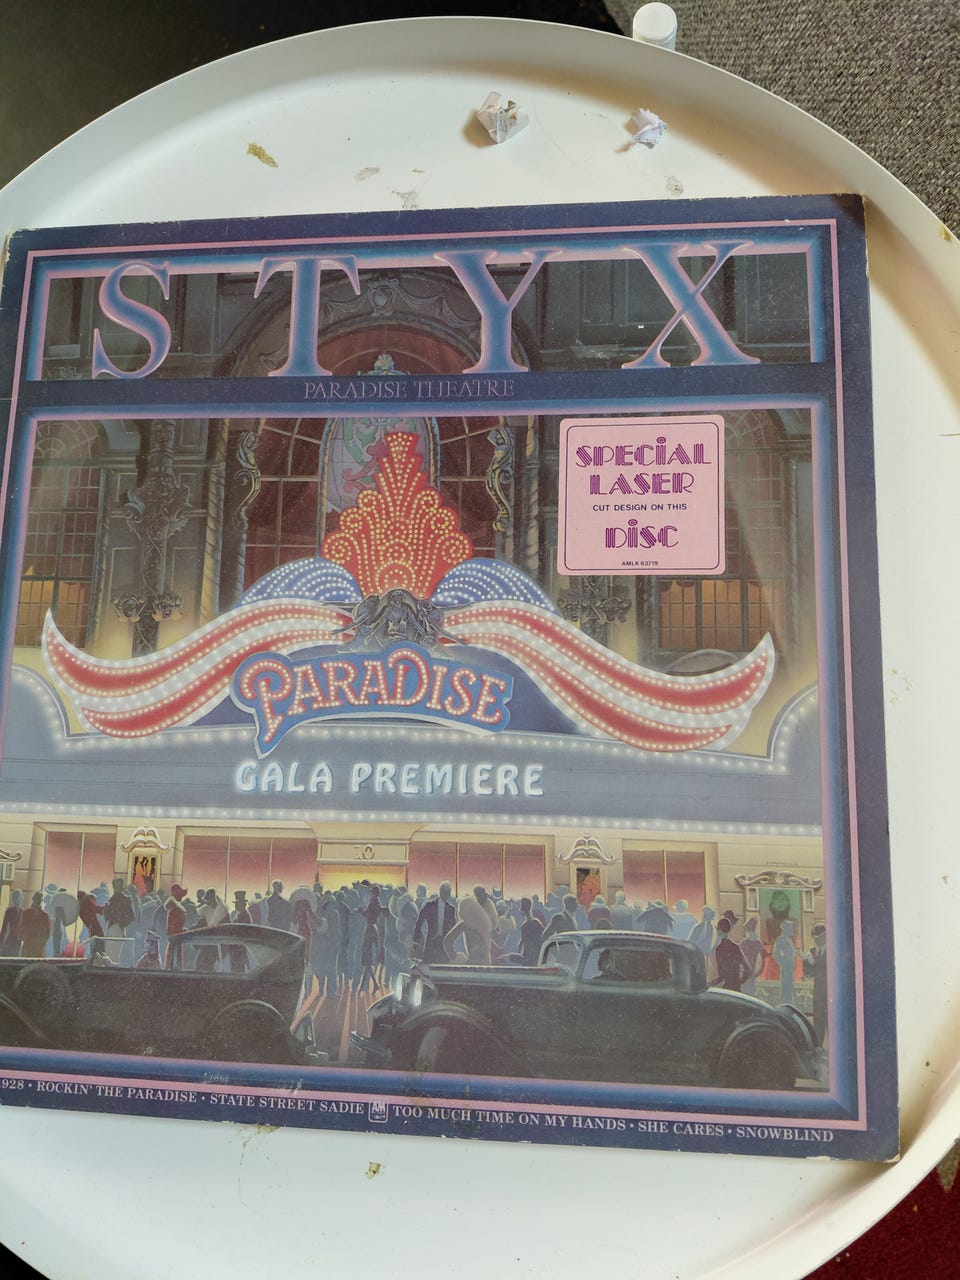 STYX
PARADISE THEATRE
SPECIAL
LASER
CUT DESIGN ON THIS
DISC
AMLK 63719
PARADISE
GALA PREMIERE
10
928 • ROCKIN' THE PARADISE • STATE STREET SADIE A&M TOO MUCH TIME ON MY HANDS • SHE CARES • SNOWBLIND